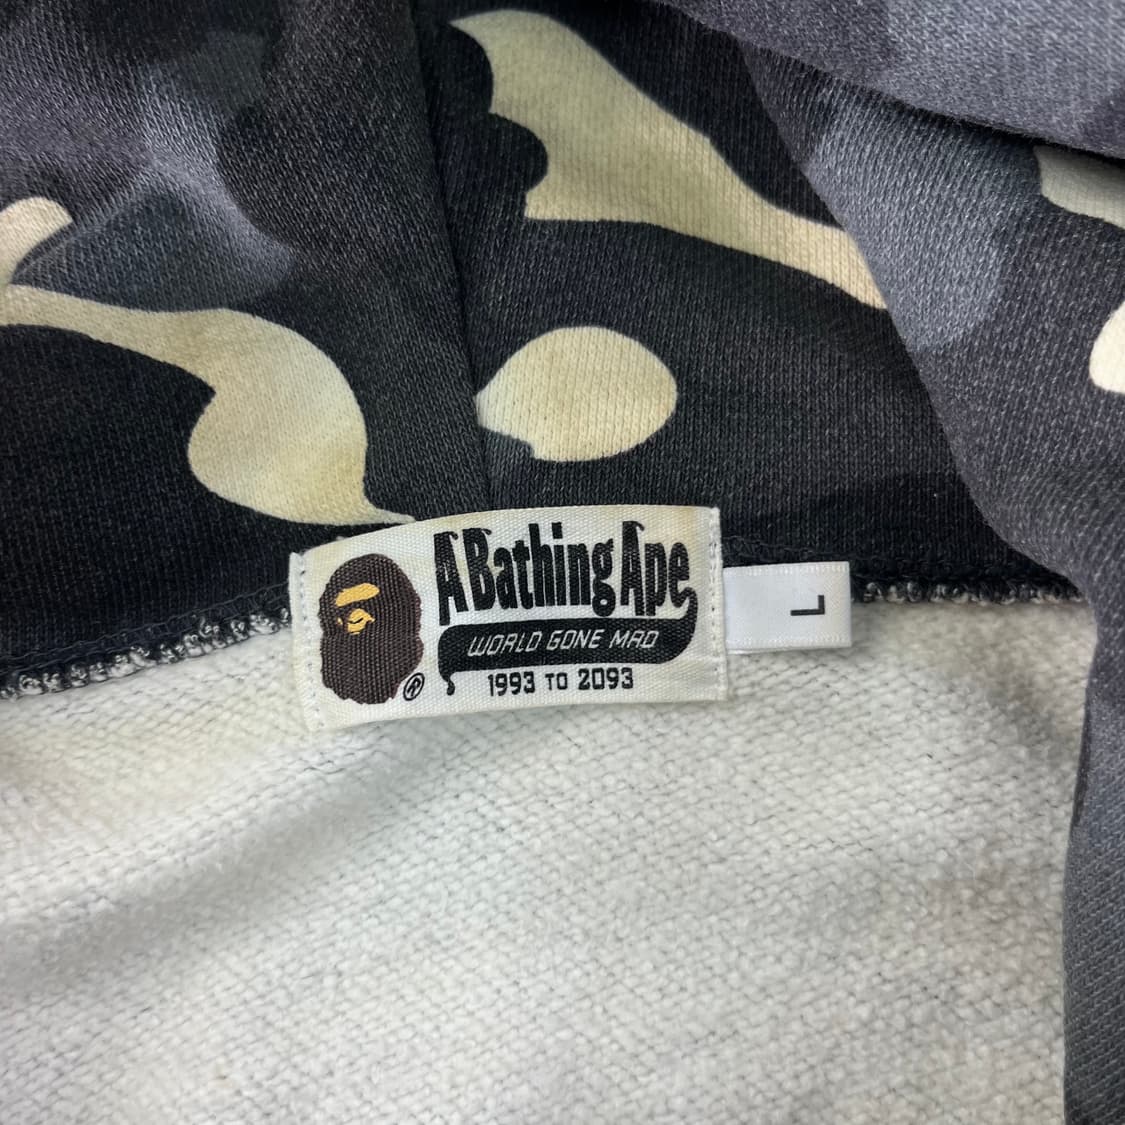 A Bathing Ape
WORLD GONE MAD
1993 TO 2093
®
L